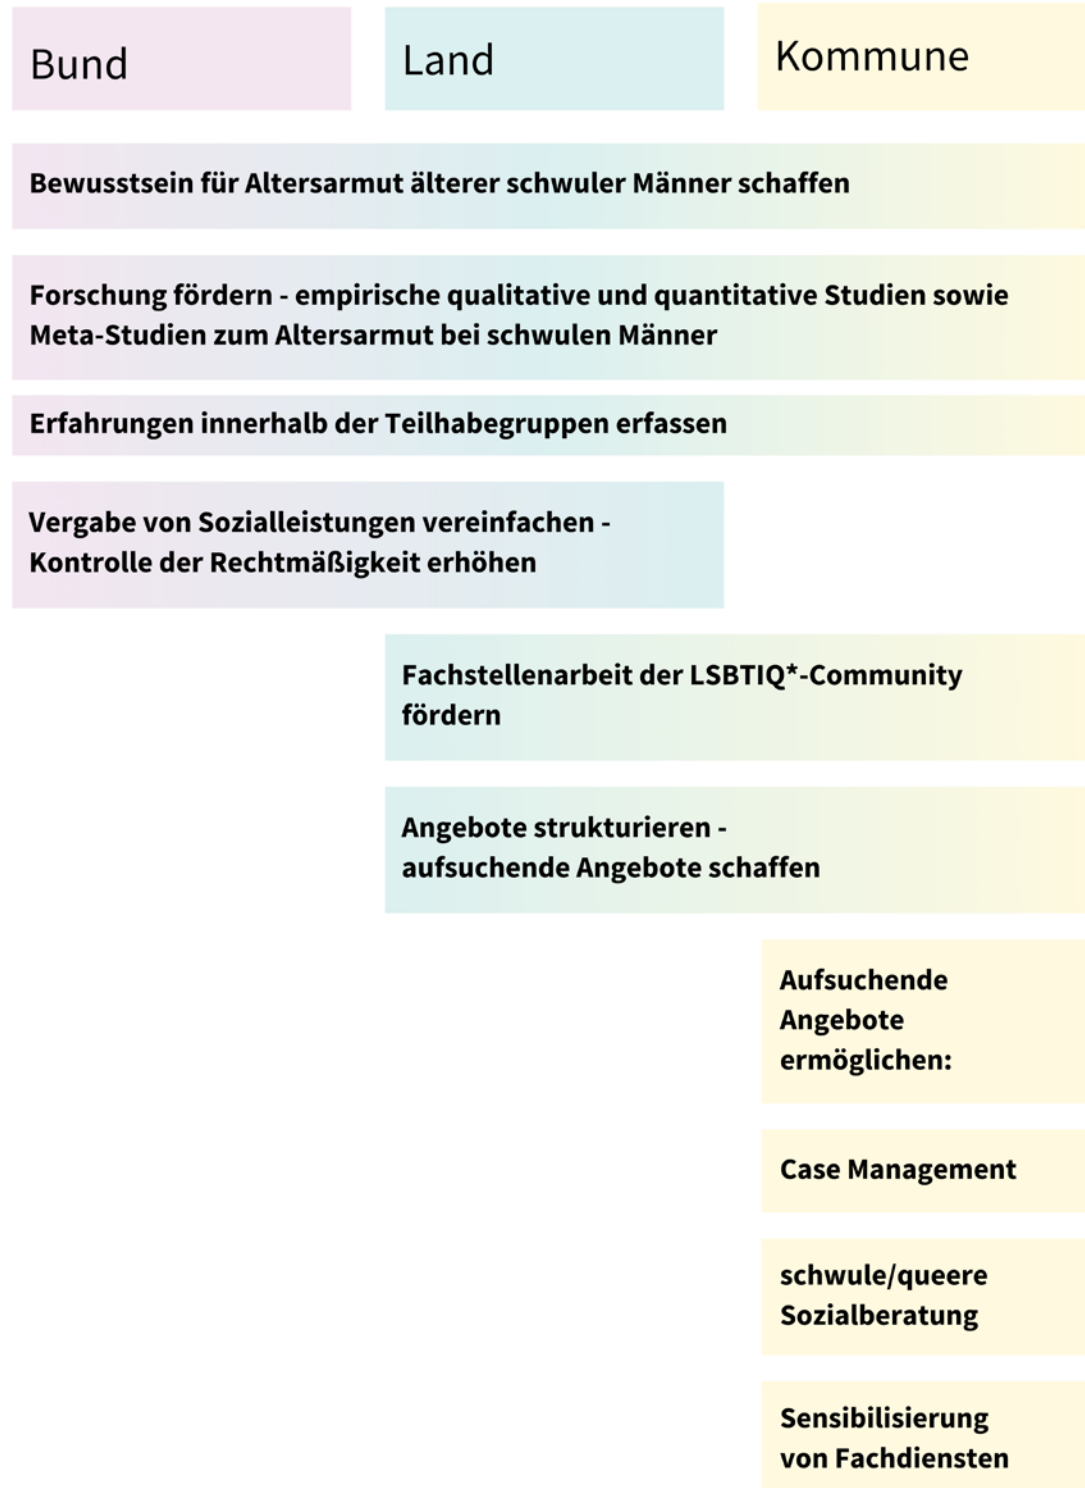 Bund
Land
Kommune
Bewusstsein für Altersarmut älterer schwuler Männer schaffen
Forschung fördern - empirische qualitative und quantitative Studien sowie
Meta-Studien zum Altersarmut bei schwulen Männer
Erfahrungen innerhalb der Teilhabegruppen erfassen
Vergabe von Sozialleistungen vereinfachen -
Kontrolle der Rechtmäßigkeit erhöhen
Fachstellenarbeit der LSBTIQ*-Community
fördern
Angebote strukturieren -
aufsuchende Angebote schaffen
Aufsuchende
Angebote
ermöglichen:
Case Management
schwule/queere
Sozialberatung
Sensibilisierung
von Fachdiensten